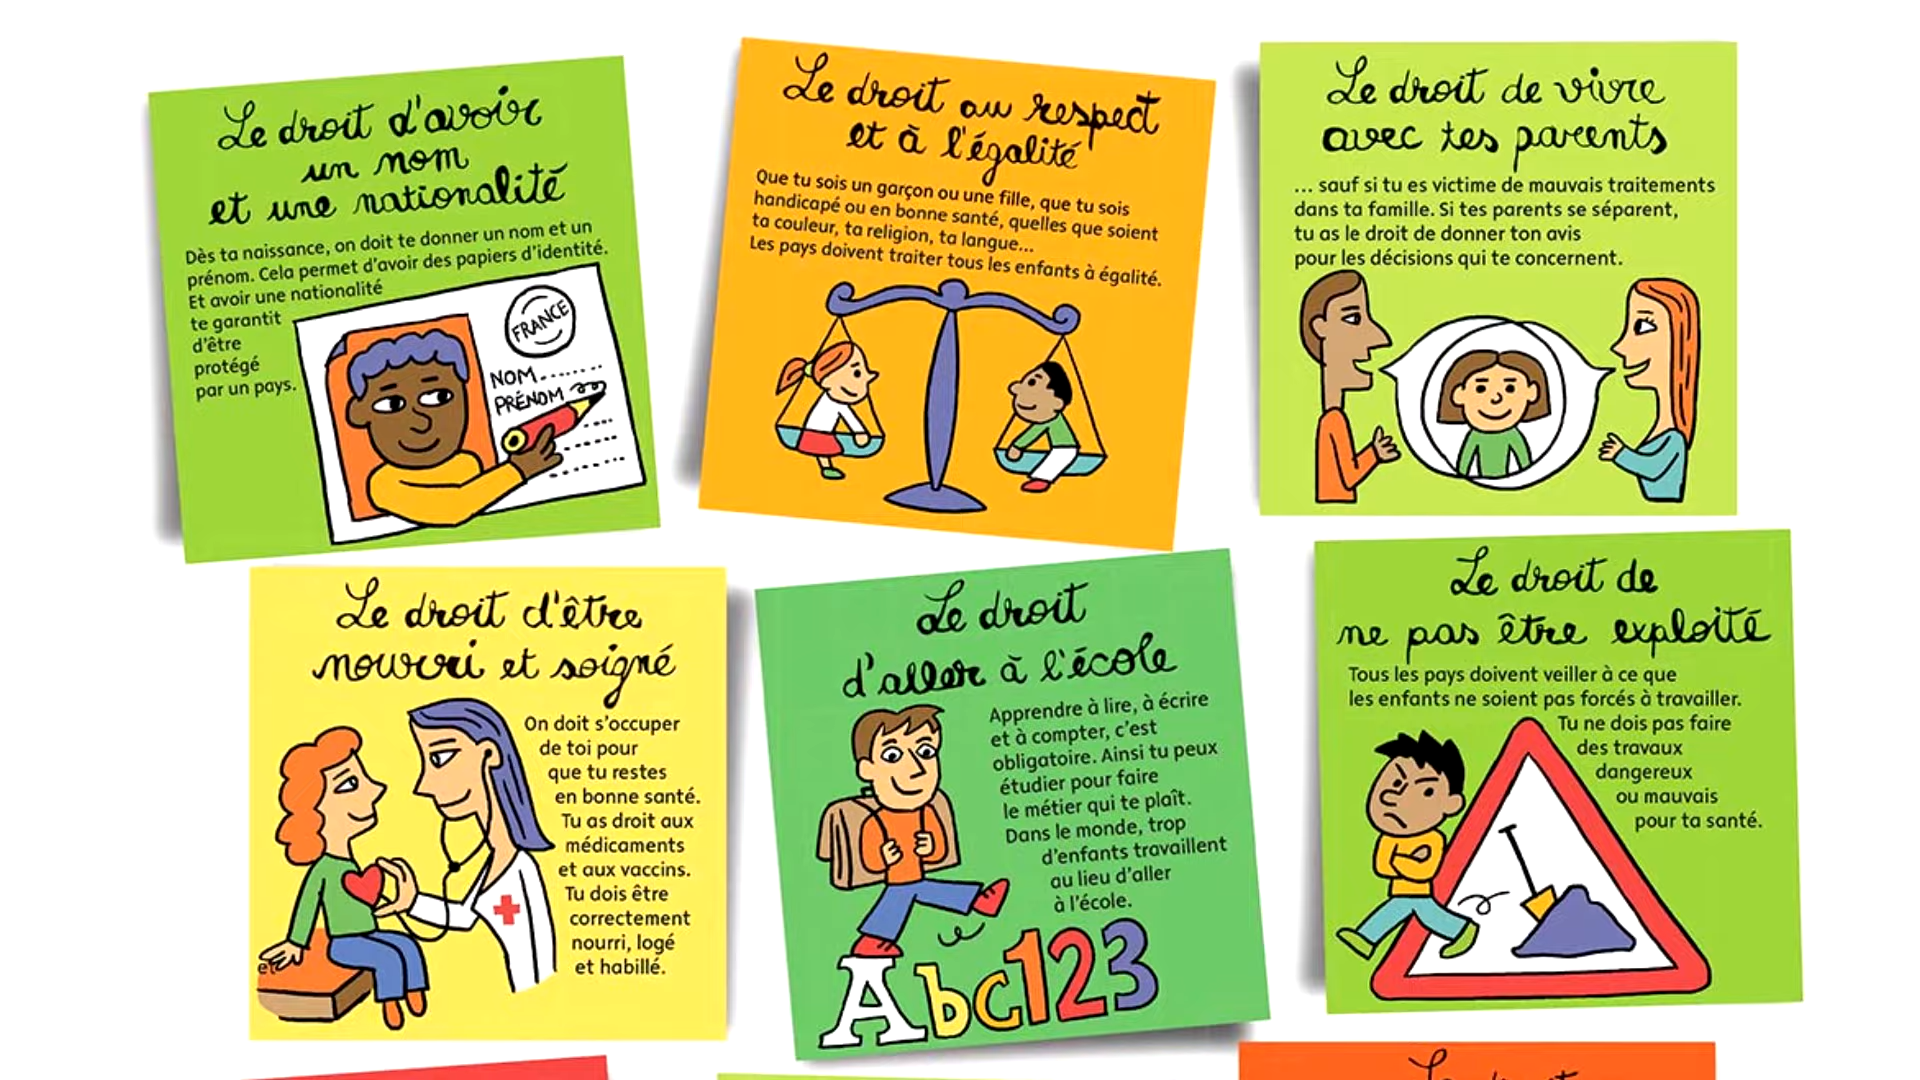 Le droit d'avoir
un nom
et une nationalité
Dès ta naissance, on doit te donner un nom et un
prénom. Cela permet d'avoir des papiers d'identité.
Et avoir une nationalité
te garantit
d'être
protégé
par un pays.
FRANCE
NOM........
PRÉNOM
Le droit au respect
et à l'égalité
Que tu sois un garçon ou une fille, que tu sois
handicapé ou en bonne santé, quelles que soient
ta couleur, ta religion, ta langue...
Les pays doivent traiter tous les enfants à égalité.
Le droit de vivre
avec tes parents
... sauf si tu es victime de mauvais traitements
dans ta famille. Si tes parents se séparent,
tu as le droit de donner ton avis
pour les décisions qui te concernent.
Le droit d'être
nourri et soigné
On doit s'occuper
de toi pour
que tu restes
en bonne santé.
Tu as droit aux
médicaments
et aux vaccins.
Tu dois être
correctement
nourri, logé
et habillé.
et
Le droit
d'aller à l'école
Apprendre à lire, à écrire
et à compter, c'est
obligatoire. Ainsi tu peux
étudier pour faire
le métier qui te plaît.
Dans le monde, trop
d'enfants travaillent
au lieu d'aller
à l'école.
Abc123
Le droit de
ne pas être exploité
Tous les pays doivent veiller à ce que
les enfants ne soient pas forcés à travailler.
Tu ne dois pas faire
des travaux
dangereux
ou mauvais
pour ta santé.
Le droit